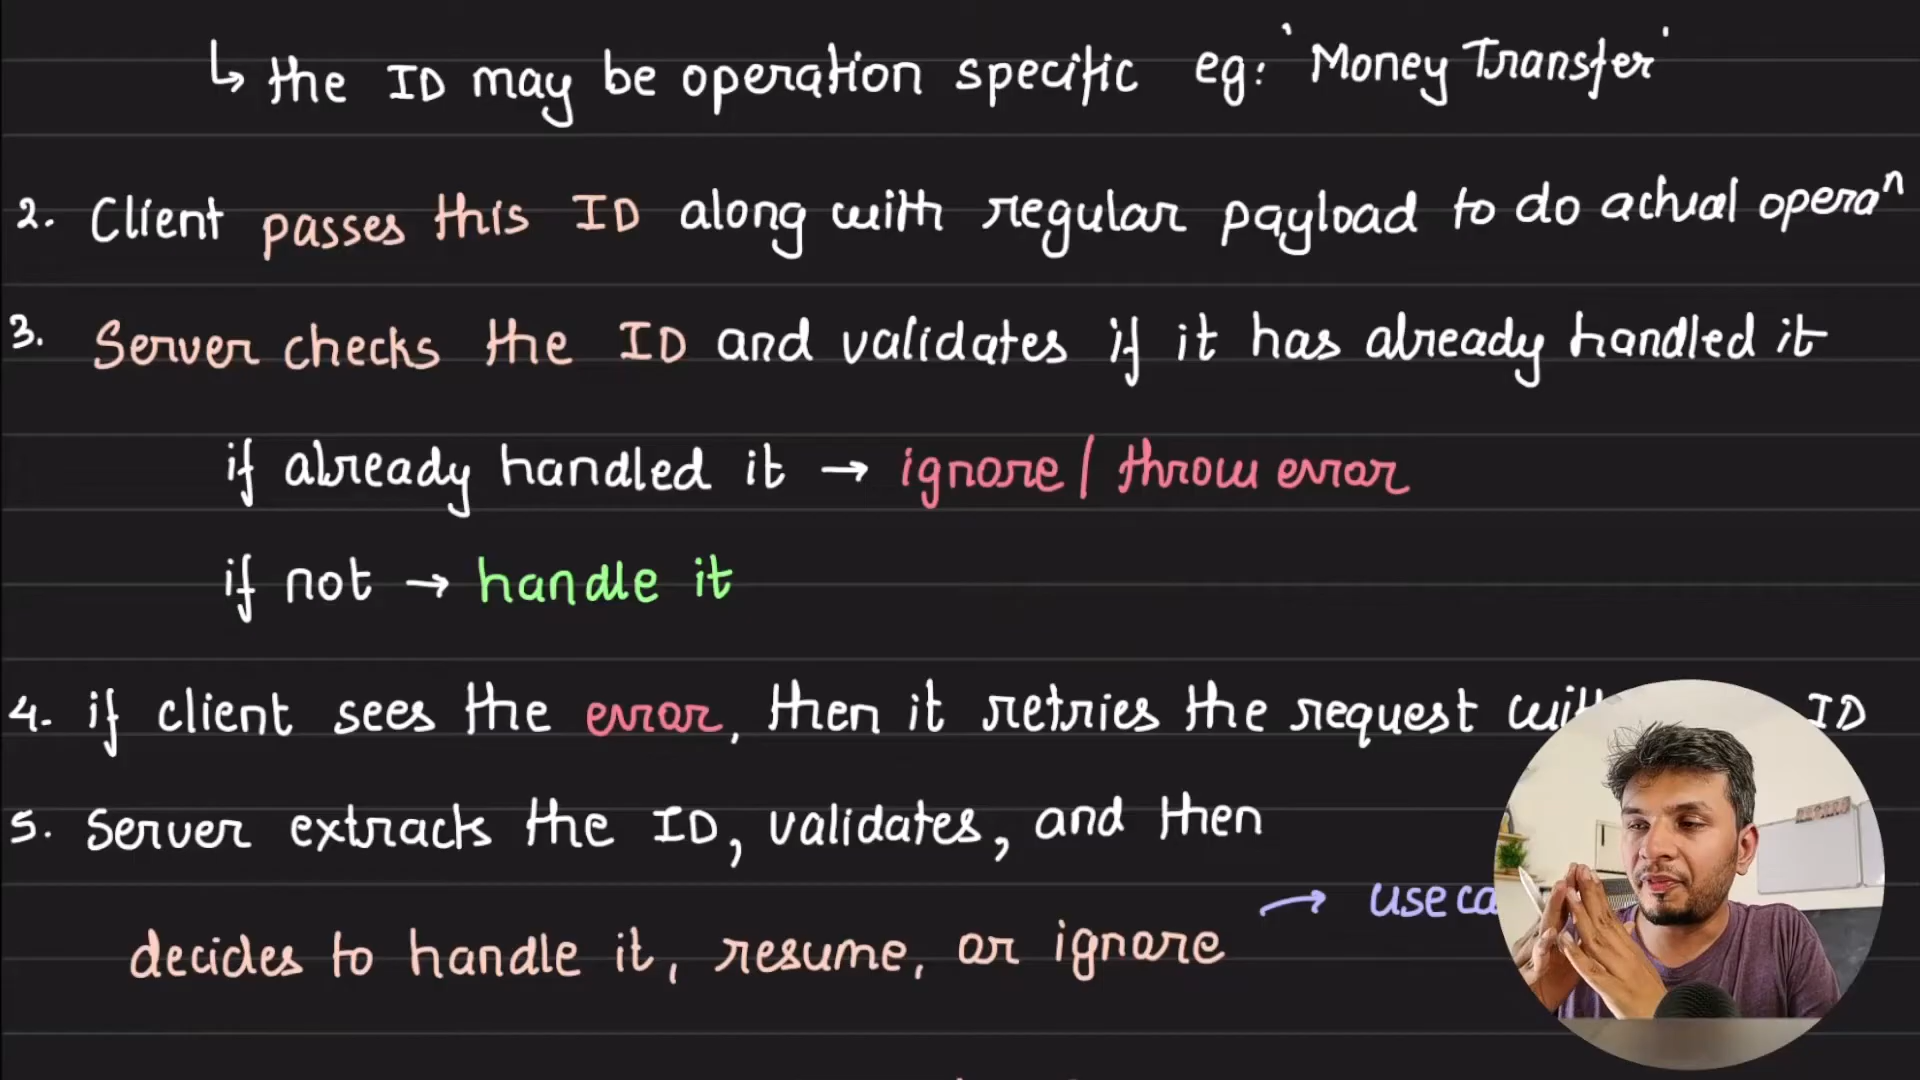 ↳ the ID may be operation specific eg: 'Money Transfer'
2. Client passes this ID along with regular payload to do actual operaⁿ
3. Server checks the ID and validates if it has already handled it
if already handled it → ignore / throw error
if not → handle it
4. if client sees the error, then it retries the request ID
5. Server extracts the ID, validates, and then
decides to handle it, resume, or ignore →